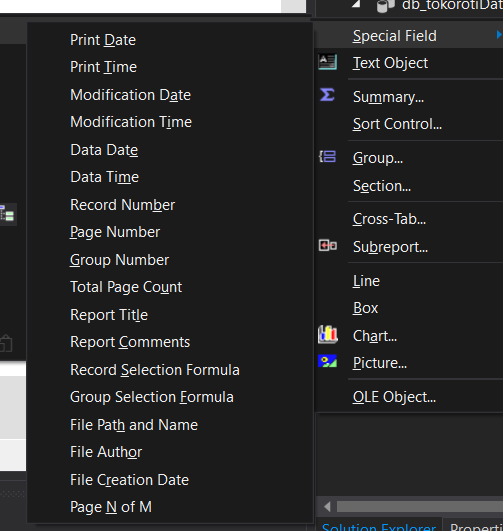 Print Date
Print Time
Modification Date
Modification Time
Data Date
Data Time
Record Number
Page Number
Group Number
Total Page Count
Report Title
Report Comments
Record Selection Formula
Group Selection Formula
File Path and Name
File Author
File Creation Date
Page N of M
db_tokorotiDat
Special Field
Text Object
Summary...
Sort Control...
Group...
Section...
Cross-Tab...
Subreport...
Line
Box
Chart...
Picture...
OLE Object...
Solution Explorer
Properti